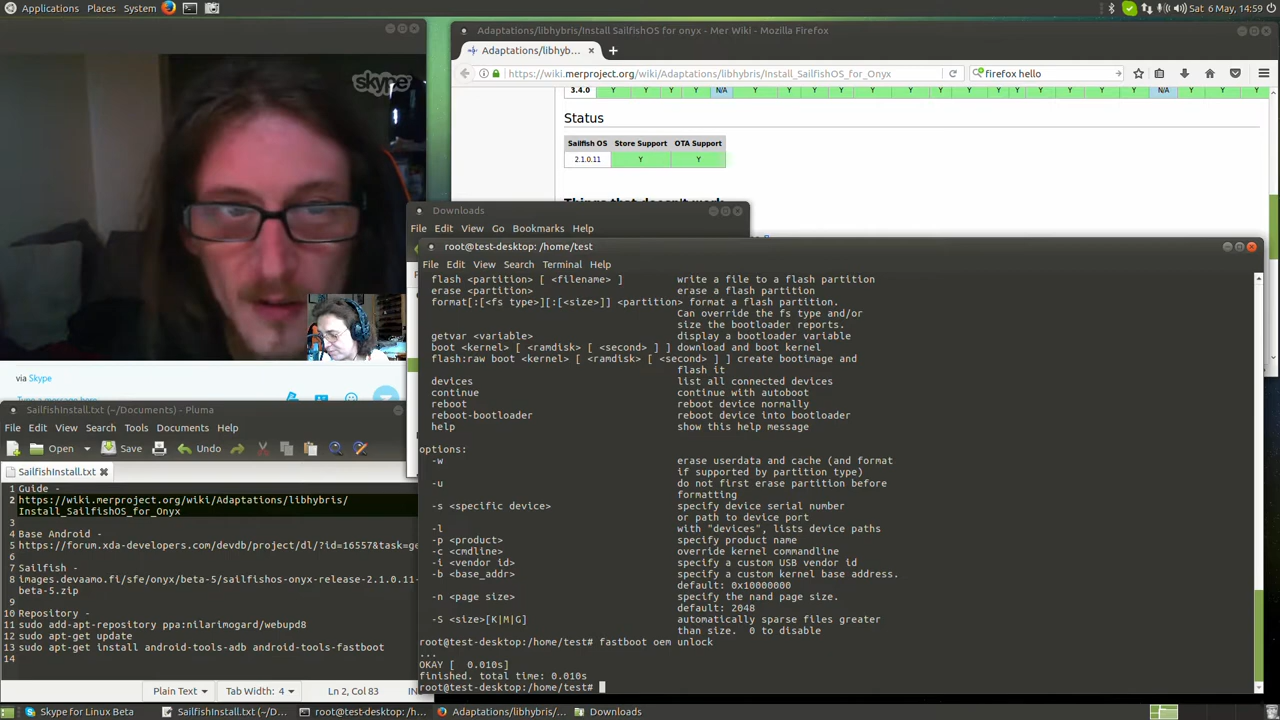 Applications Places System
Sat 6 May, 14:59
skype
via Skype
Adaptations/libhybris/Install SailfishOS for onyx - Mer Wiki - Mozilla Firefox
Adaptations/libhyb…
https://wiki.merproject.org/wiki/Adaptations/libhybris/Install_SailfishOS_for_Onyx
firefox hello
3.4.0 Y Y Y Y N/A Y Y Y Y Y Y Y Y Y Y Y N/A Y Y Y
Status
Sailfish OS Store Support OTA Support
2.1.0.11 Y Y
Things that doesn't work
Downloads
File Edit View Go Bookmarks Help
root@test-desktop: /home/test
File Edit View Search Terminal Help
flash <partition> [ <filename> ] write a file to a flash partition
erase <partition> erase a flash partition
format[:[<fs type>][:[<size>]] <partition> format a flash partition.
Can override the fs type and/or
size the bootloader reports.
getvar <variable> display a bootloader variable
boot <kernel> [ <ramdisk> [ <second> ] ] download and boot kernel
flash:raw boot <kernel> [ <ramdisk> [ <second> ] ] create bootimage and
flash it
devices list all connected devices
continue continue with autoboot
reboot reboot device normally
reboot-bootloader reboot device into bootloader
help show this help message
options:
-w erase userdata and cache (and format
if supported by partition type)
-u do not first erase partition before
formatting
-s <specific device> specify device serial number
or path to device port
-l with "devices", lists device paths
-p <product> specify product name
-c <cmdline> override kernel commandline
-i <vendor id> specify a custom USB vendor id
-b <base_addr> specify a custom kernel base address.
default: 0x10000000
-n <page size> specify the nand page size.
default: 2048
-S <size>[K|M|G] automatically sparse files greater
than size. 0 to disable
root@test-desktop:/home/test# fastboot oem unlock
...
OKAY [ 0.010s]
finished. total time: 0.010s
root@test-desktop:/home/test#
SailfishInstall.txt (~/Documents) - Pluma
File Edit View Search Tools Documents Help
Open Save Undo
SailfishInstall.txt
1 Guide -
2 https://wiki.merproject.org/wiki/Adaptations/libhybris/
Install_SailfishOS_for_Onyx
3
4 Base Android -
5 https://forum.xda-developers.com/devdb/project/dl/?id=16557&task=ge
6
7 Sailfish -
8 images.devaamo.fi/sfe/onyx/beta-5/sailfishos-onyx-release-2.1.0.11-
beta-5.zip
9
10 Repository -
11 sudo add-apt-repository ppa:nilarimogard/webupd8
12 sudo apt-get update
13 sudo apt-get install android-tools-adb android-tools-fastboot
14
Plain Text Tab Width: 4 Ln 2, Col 83 IN
Skype for Linux Beta SailfishInstall.txt (~/D... root@test-desktop: /h... Adaptations/libhybris/... Downloads